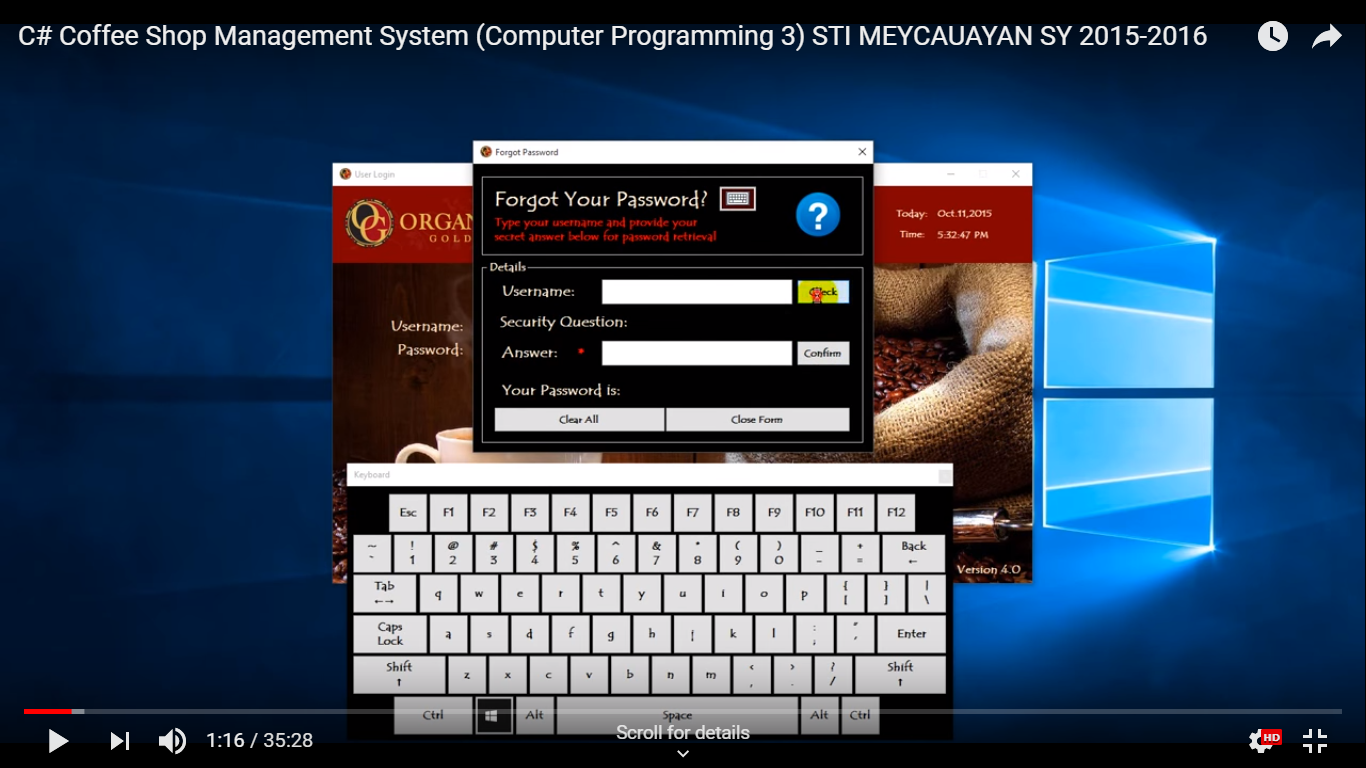 C# Coffee Shop Management System (Computer Programming 3) STI MEYCAUAYAN SY 2015-2016
Forgot Password
User Login
Forgot Your Password?
Type your username and provide your
secret answer below for password retrieval
?
OG
ORGAN
GOLD
Today: Oct.11,2015
Time: 5:32:47 PM
Details
Username:
Check
Security Question:
Answer: *
Confirm
Your Password is:
Clear All
Close Form
Username:
Password:
Version 4.0
Keyboard
Esc F1 F2 F3 F4 F5 F6 F7 F8 F9 F10 F11 F12
~ ! @ # $ % ^ & * ( ) _ + Back
` 1 2 3 4 5 6 7 8 9 0 - = ←
Tab q w e r t y u i o p { } |
←→ [ ] \
Caps a s d f g h j k l : " Enter
Lock ; '
Shift z x c v b n m < > ? Shift
↑ , . / ↑
Ctrl Alt Space Alt Ctrl
1:16 / 35:28
Scroll for details
HD